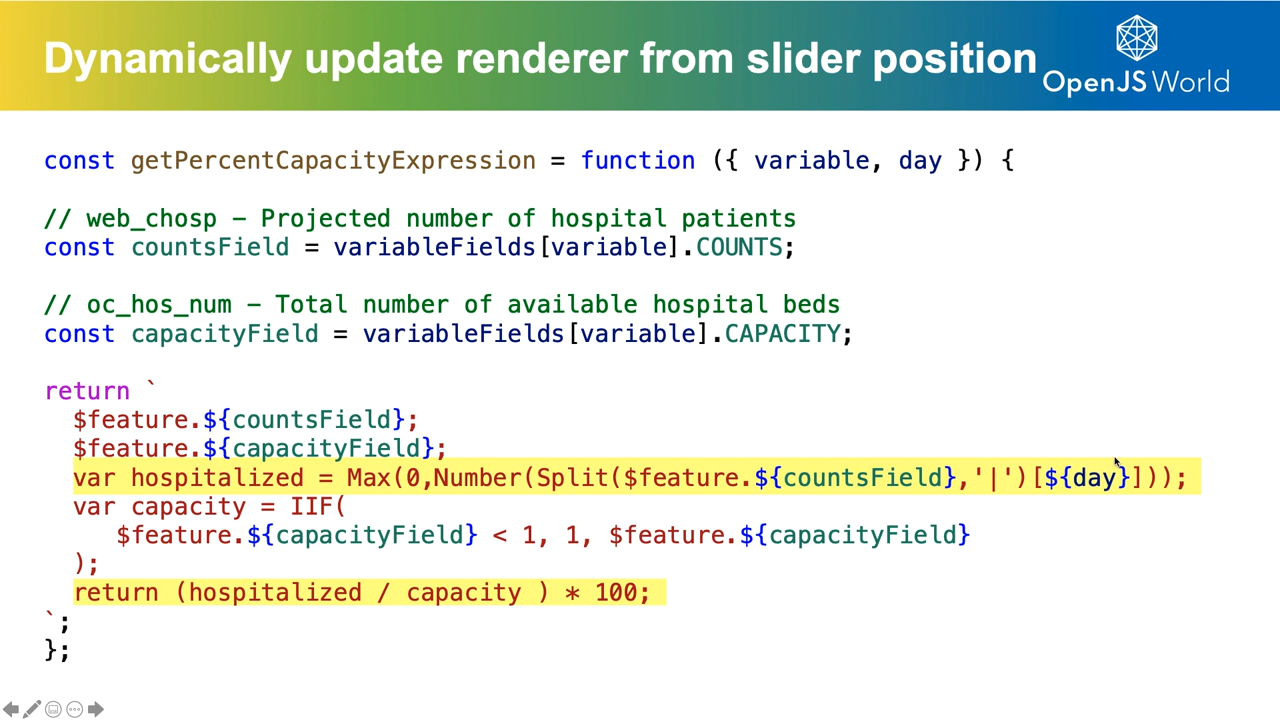 Dynamically update renderer from slider position
OpenJS World
const getPercentCapacityExpression = function ({ variable, day }) {
// web_chosp – Projected number of hospital patients
const countsField = variableFields[variable].COUNTS;
// oc_hos_num – Total number of available hospital beds
const capacityField = variableFields[variable].CAPACITY;
return `
$feature.${countsField};
$feature.${capacityField};
var hospitalized = Max(0,Number(Split($feature.${countsField},'|')[${day}]));
var capacity = IIF(
$feature.${capacityField} < 1, 1, $feature.${capacityField}
);
return (hospitalized / capacity ) * 100;
`;
};